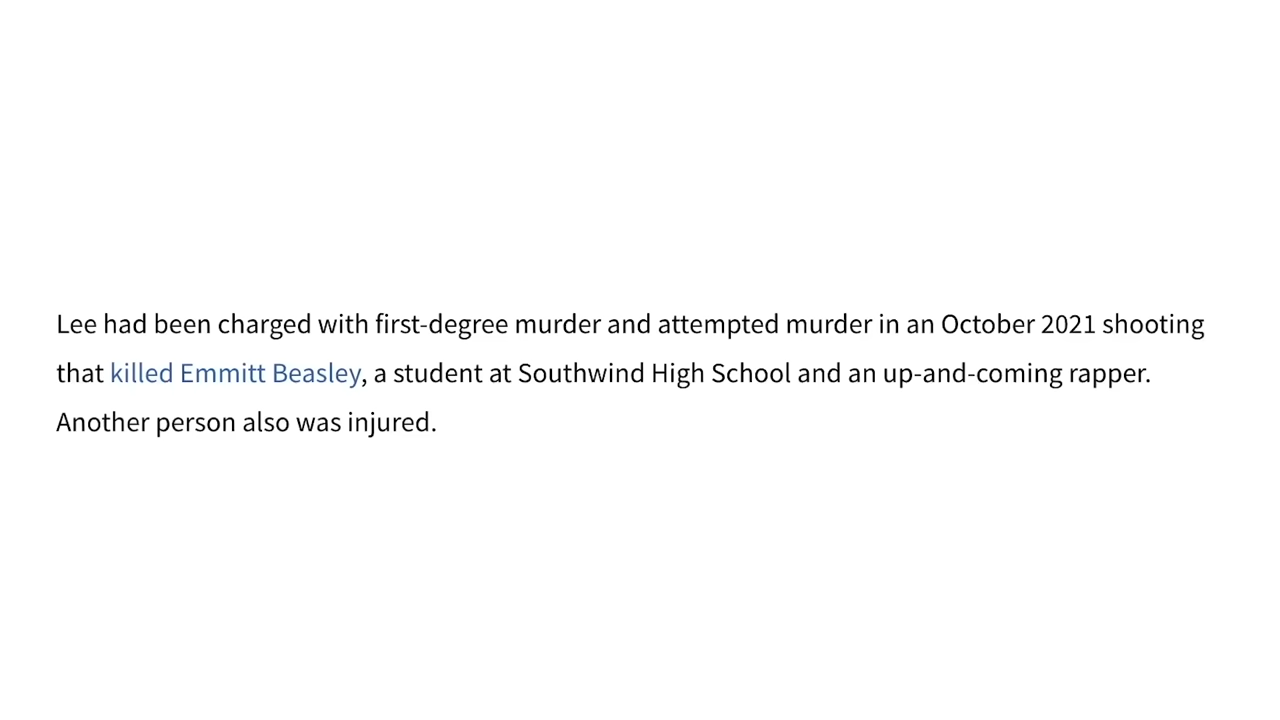 Lee had been charged with first-degree murder and attempted murder in an October 2021 shooting
that killed Emmitt Beasley, a student at Southwind High School and an up-and-coming rapper.
Another person also was injured.